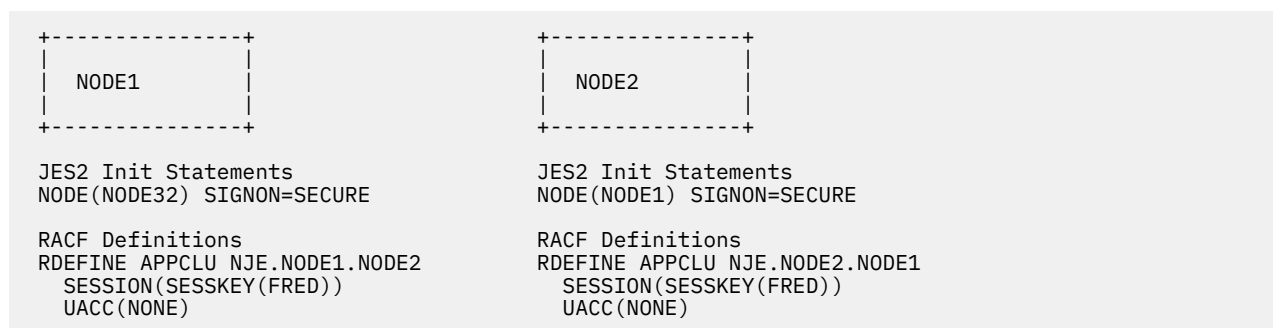 NODE1 NODE2
JES2 Init Statements JES2 Init Statements
NODE(NODE32) SIGNON=SECURE NODE(NODE1) SIGNON=SECURE
RACF Definitions RACF Definitions
RDEFINE APPCLU NJE.NODE1.NODE2 RDEFINE APPCLU NJE.NODE2.NODE1
SESSION(SESSKEY(FRED)) SESSION(SESSKEY(FRED))
UACC(NONE) UACC(NONE)